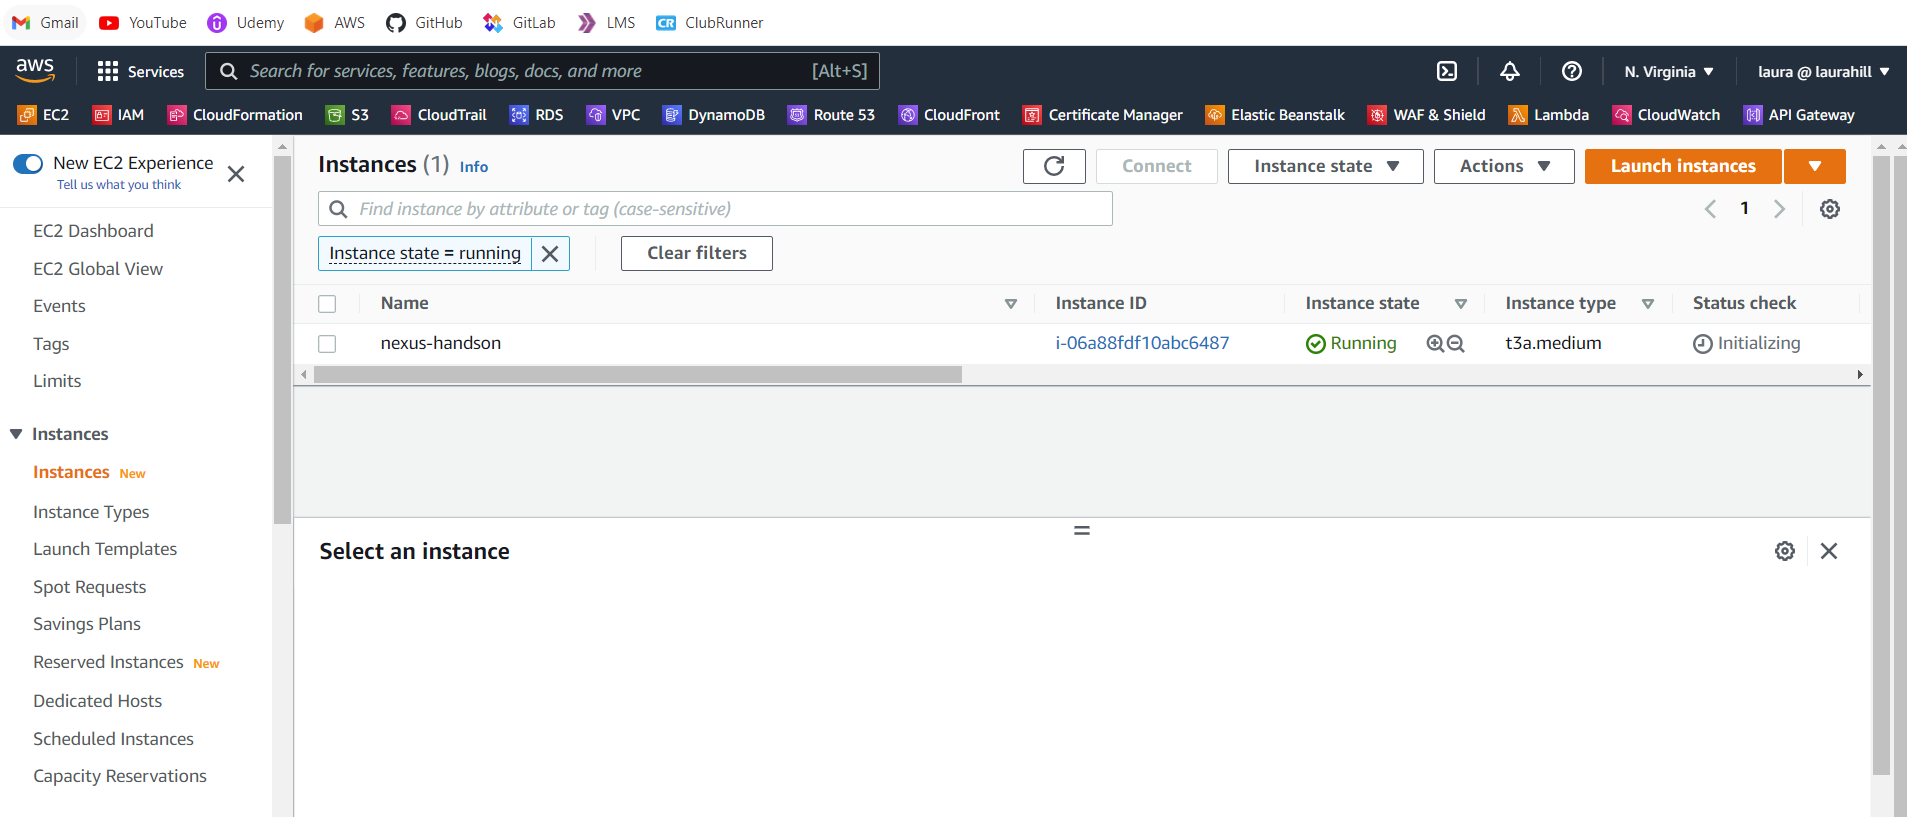 Gmail YouTube Udemy AWS GitHub GitLab LMS CR ClubRunner
aws Services Search for services, features, blogs, docs, and more [Alt+S] N. Virginia laura @ laurahill
EC2 IAM CloudFormation S3 CloudTrail RDS VPC DynamoDB Route 53 CloudFront Certificate Manager Elastic Beanstalk WAF & Shield Lambda CloudWatch API Gateway
New EC2 Experience
Tell us what you think
EC2 Dashboard
EC2 Global View
Events
Tags
Limits
Instances
Instances New
Instance Types
Launch Templates
Spot Requests
Savings Plans
Reserved Instances New
Dedicated Hosts
Scheduled Instances
Capacity Reservations
Instances (1) Info Connect Instance state Actions Launch instances
Find instance by attribute or tag (case-sensitive) 1
Instance state = running Clear filters
Name Instance ID Instance state Instance type Status check
nexus-handson i-06a88fdf10abc6487 Running t3a.medium Initializing
Select an instance